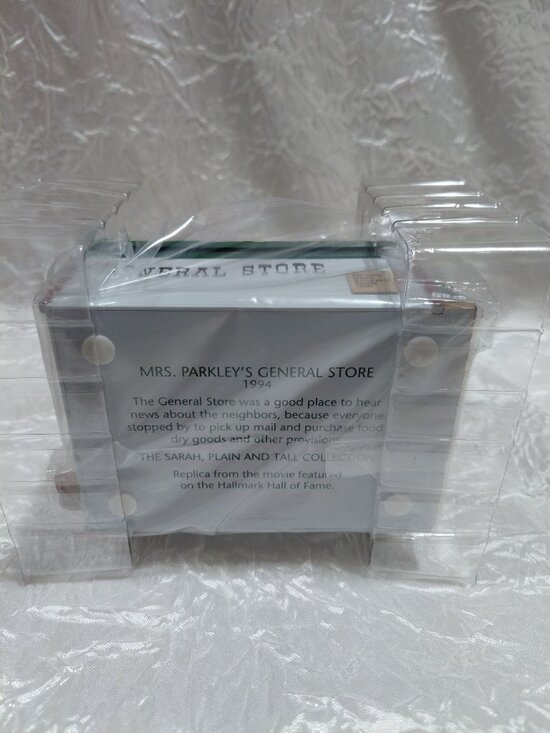 NERAL STORE
MRS. PARKLEY'S GENERAL STORE
1994
The General Store was a good place to hear
news about the neighbors, because everyone
stopped by to pick up mail and purchase food
dry goods and other provisions
THE SARAH, PLAIN AND TALL COLLECTION
Replica from the movie featured
on the Hallmark Hall of Fame.